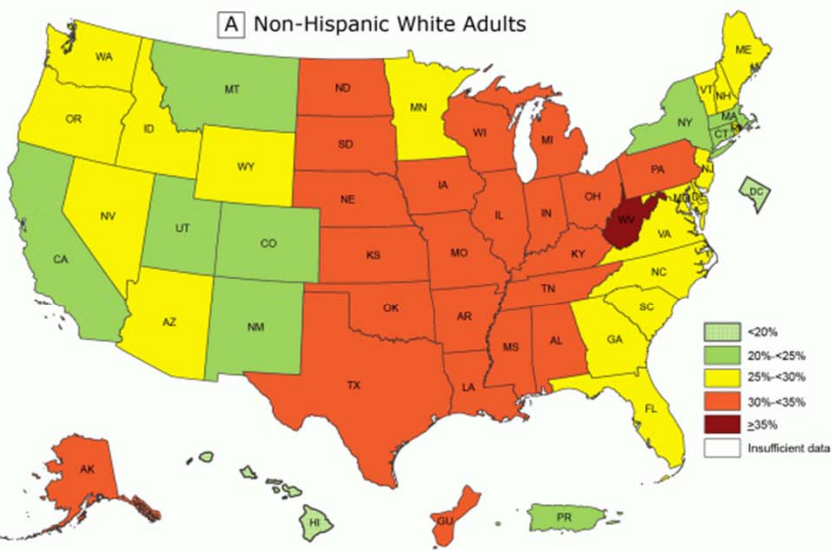 A Non-Hispanic White Adults
WA
MT
ND
MN
ME
VT
NH
OR
ID
SD
WI
MI
NY
MA
CT
WY
NE
IA
PA
NJ
DC
NV
UT
CO
IL
IN
OH
WV
MD
DE
VA
CA
KS
MO
KY
AZ
NM
OK
AR
TN
NC
SC
TX
LA
MS
AL
GA
FL
<20%
20%-<25%
25%-<30%
30%-<35%
≥35%
Insufficient data
AK
HI
GU
PR